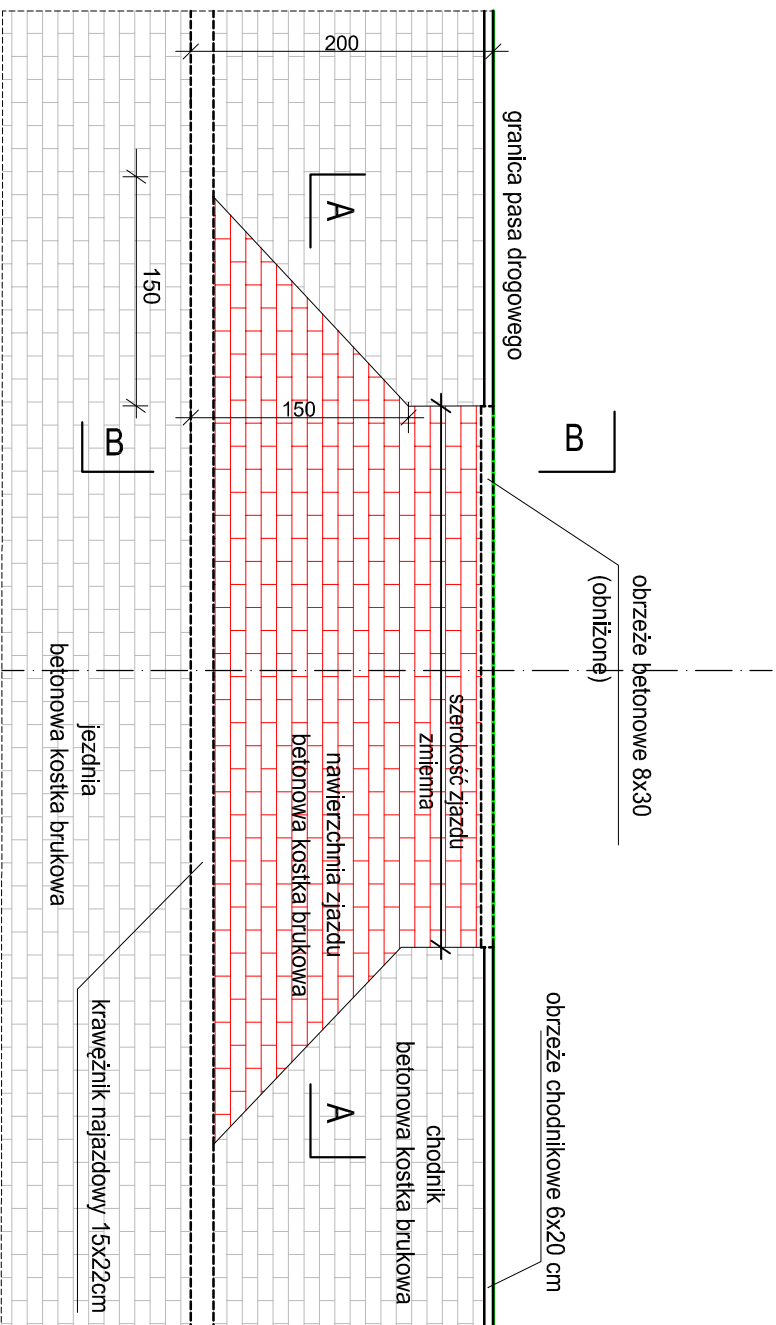 200
granica pasa drogowego
A
150
150
B
B
obrzeże betonowe 8x30
(obniżone)
szerokość zjazdu
zmienna
nawierzchnia zjazdu
betonowa kostka brukowa
jezdnia
betonowa kostka brukowa
krawężnik najazdowy 15x22cm
A
chodnik
betonowa kostka brukowa
obrzeże chodnikowe 6x20 cm